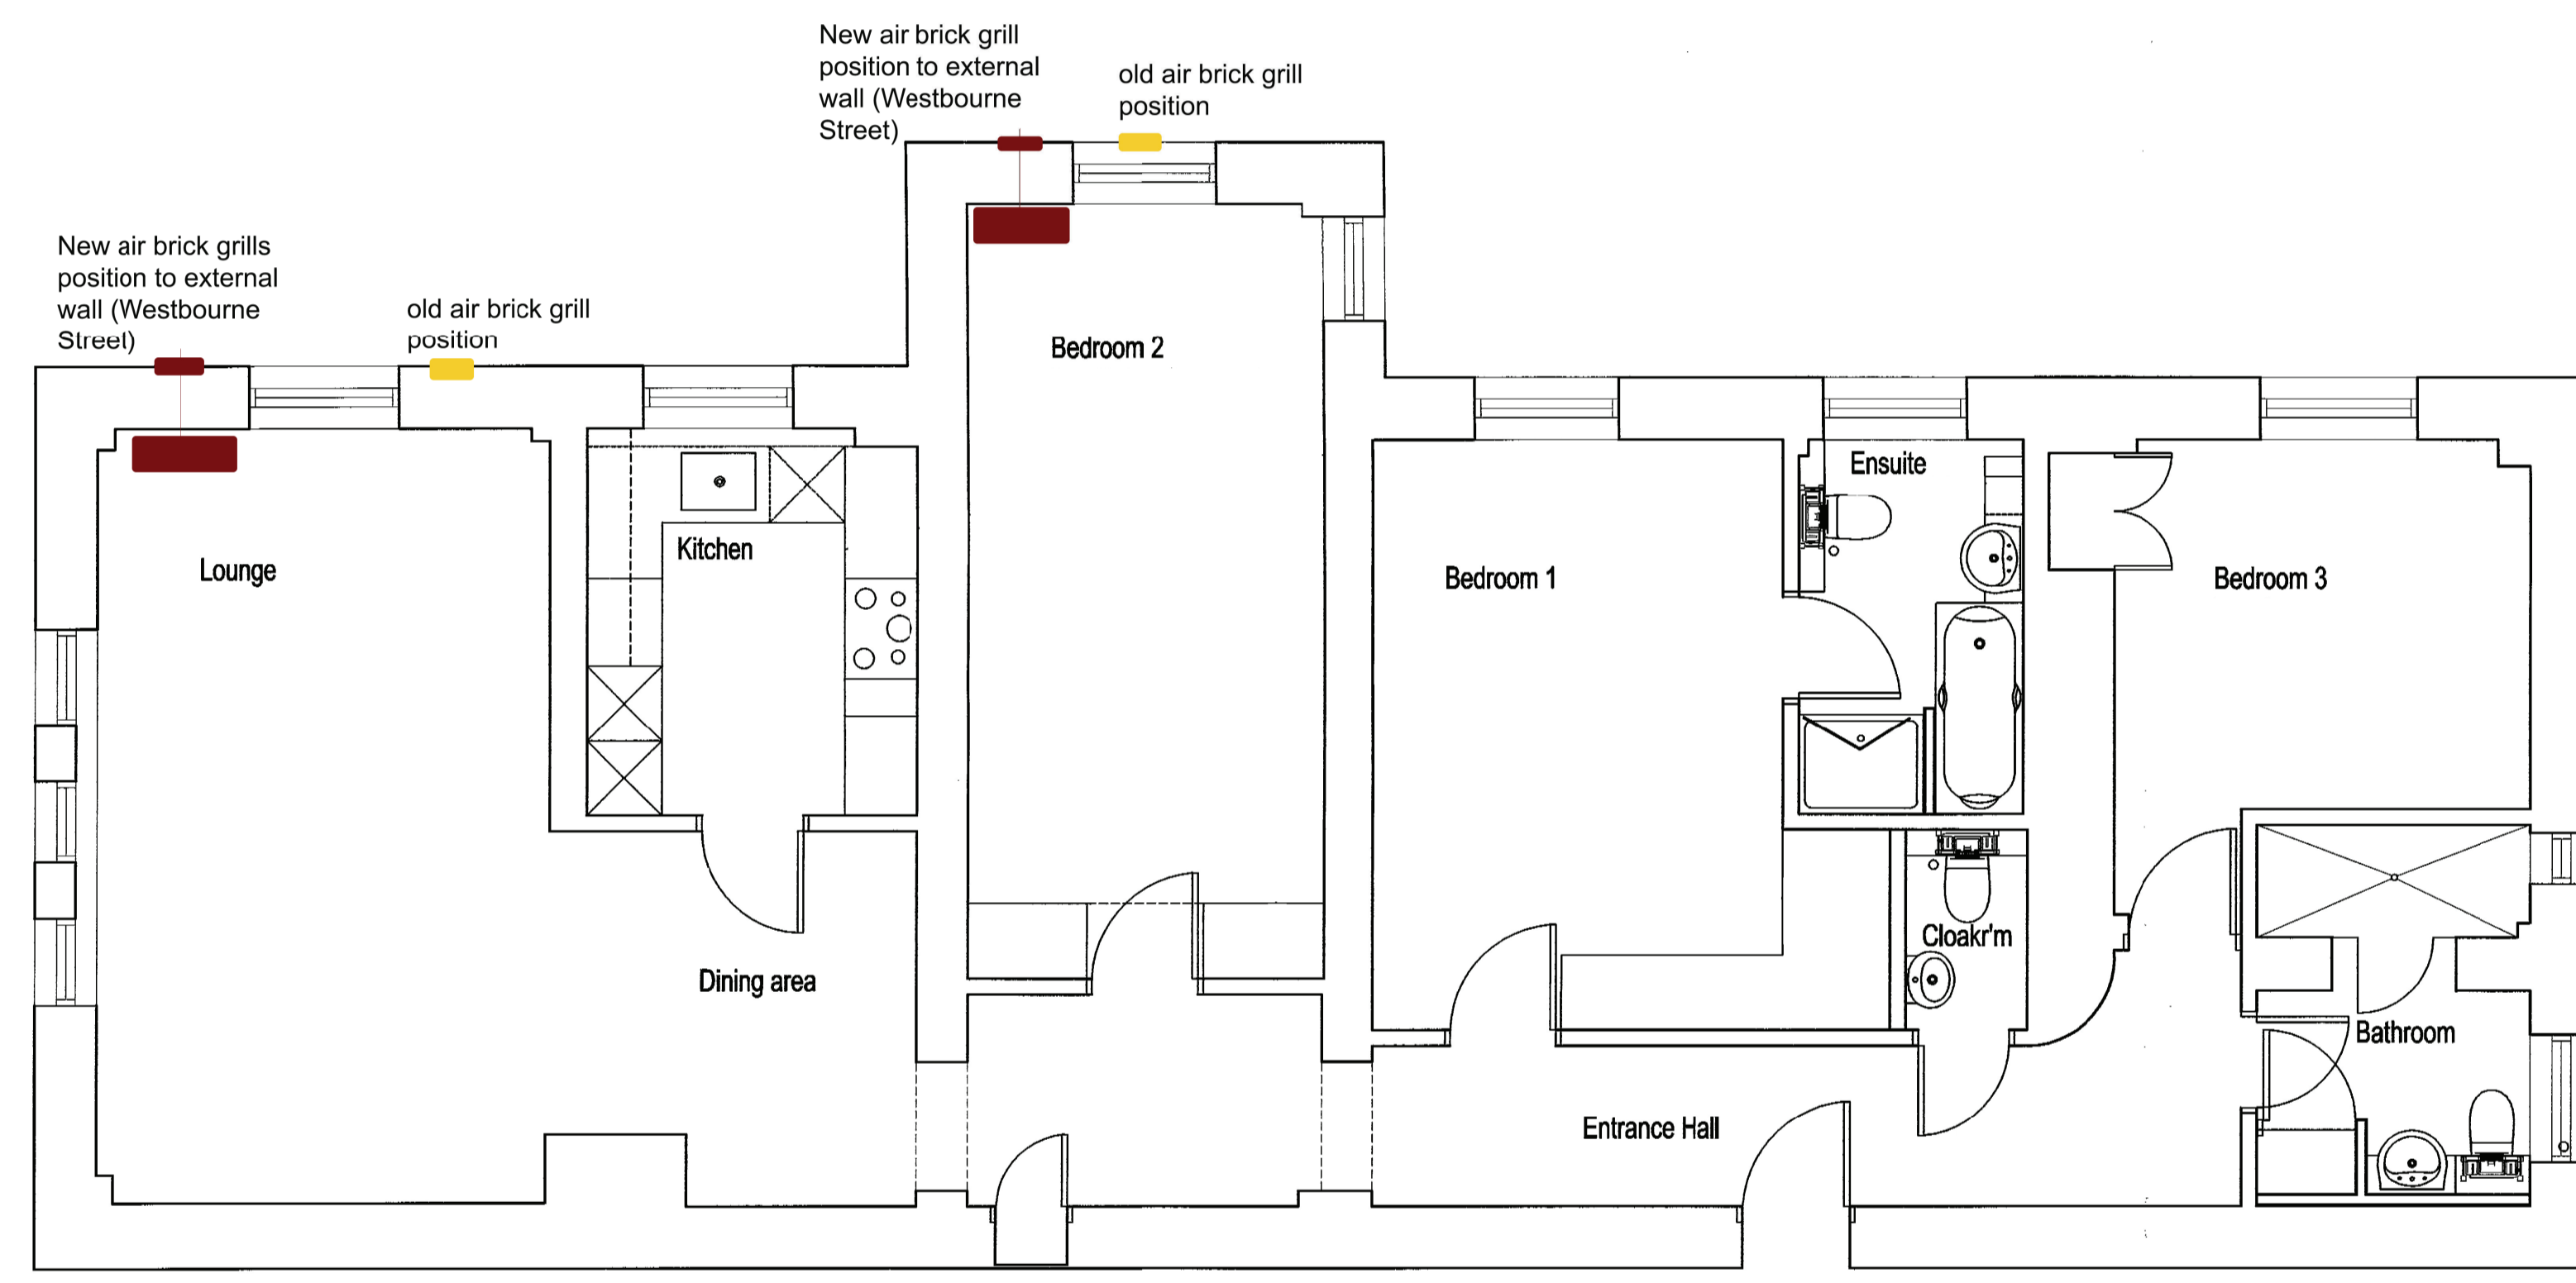 New air brick grill
position to external
wall (Westbourne
Street)
old air brick grill
position
New air brick grills
position to external
wall (Westbourne
Street)
old air brick grill
position
Bedroom 2
Ensuite
Kitchen
Lounge
Bedroom 1
Bedroom 3
Cloakr'm
Dining area
Bathroom
Entrance Hall